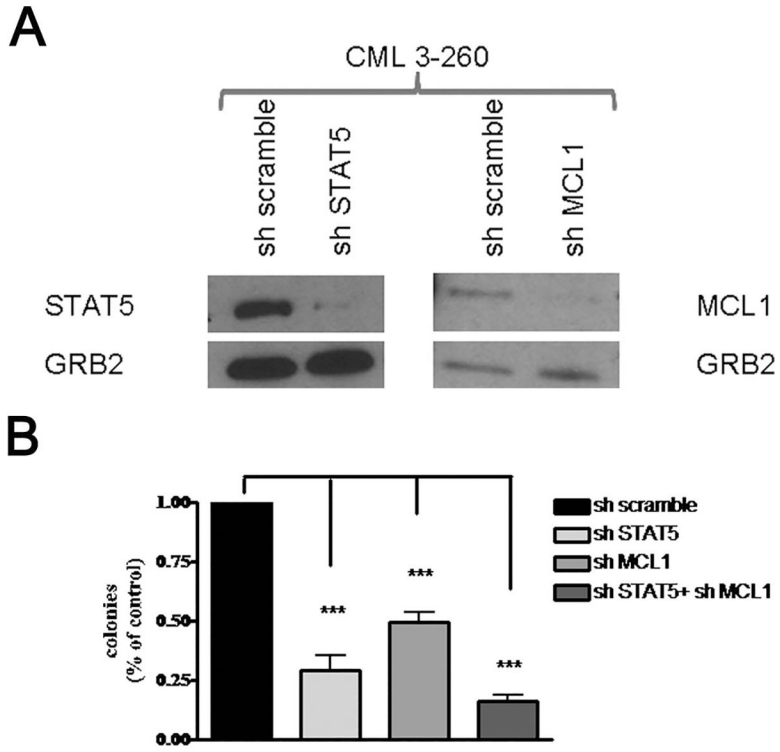 A
CML 3-260
sh scramble
sh STAT5
sh scramble
sh MCL1
STAT5
MCL1
GRB2
GRB2
B
colonies
(% of control)
1.00
0.75
0.50
0.25
0.00
***
***
***
sh scramble
sh STAT5
sh MCL1
sh STAT5+ sh MCL1